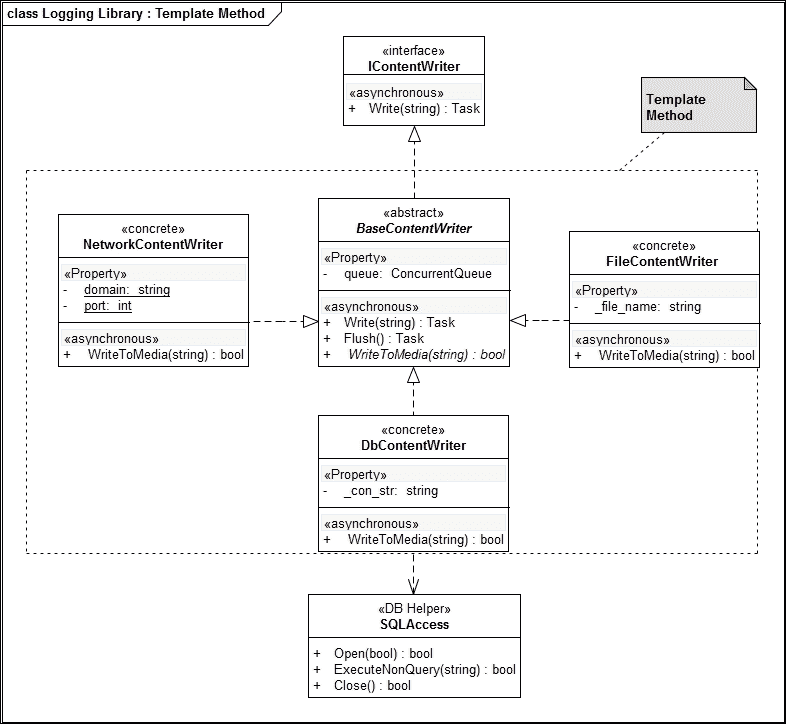 class Logging Library : Template Method
«interface»
IContentWriter
«asynchronous»
+ Write(string) : Task
Template
Method
«abstract»
BaseContentWriter
«Property»
- queue: ConcurrentQueue
«asynchronous»
+ Write(string) : Task
+ Flush() : Task
+ WriteToMedia(string) : bool
«concrete»
NetworkContentWriter
«Property»
- domain: string
- port: int
«asynchronous»
+ WriteToMedia(string) : bool
«concrete»
FileContentWriter
«Property»
- _file_name: string
«asynchronous»
+ WriteToMedia(string) : bool
«concrete»
DbContentWriter
«Property»
- _con_str: string
«asynchronous»
+ WriteToMedia(string) : bool
«DB Helper»
SQLAccess
+ Open(bool) : bool
+ ExecuteNonQuery(string) : bool
+ Close() : bool